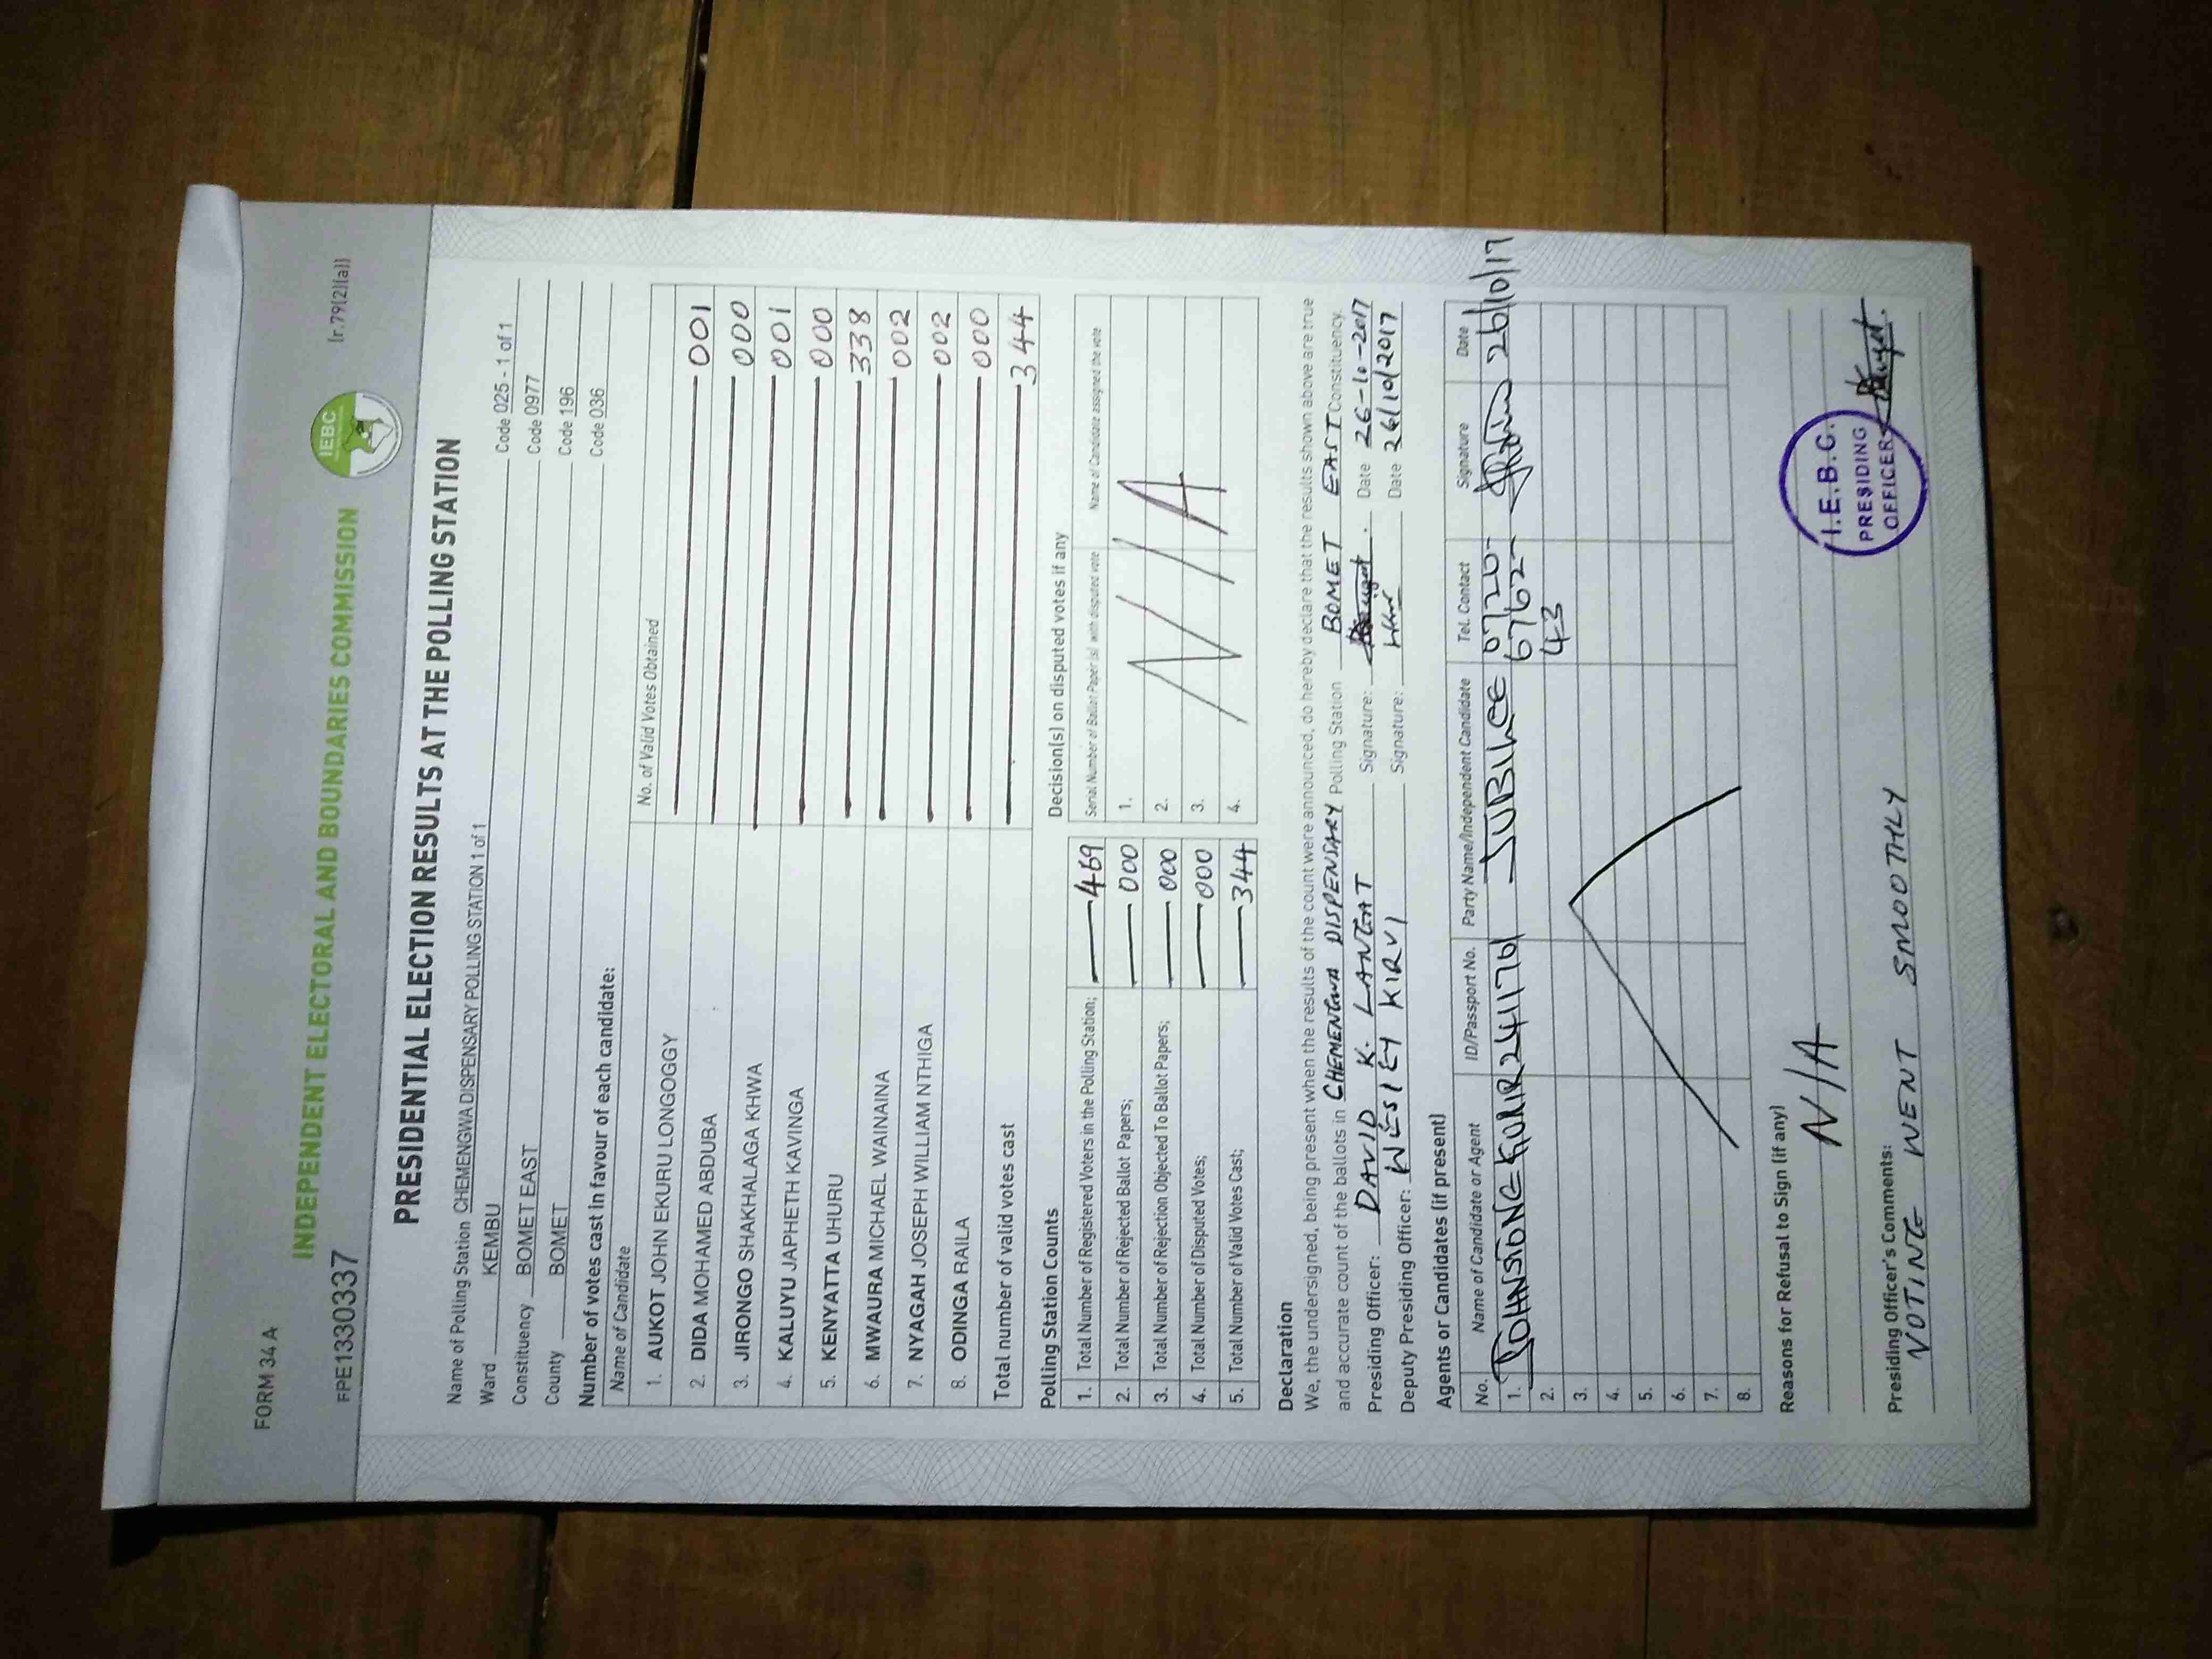 FORM 34 A
INDEPENDENT ELECTORAL AND BOUNDARIES COMMISSION
IEBC
(r.79(2)(a))
FPE1330337
PRESIDENTIAL ELECTION RESULTS AT THE POLLING STATION
Name of Polling Station CHEMENGWA DISPENSARY POLLING STATION 1 of 1 Code 025 - 1 of 1
Ward KEMBU Code 0977
Constituency BOMET EAST Code 196
County BOMET Code 036
Number of votes cast in favour of each candidate:
Name of Candidate No. of Valid Votes Obtained
1. AUKOT JOHN EKURU LONGOGGY 001
2. DIDA MOHAMED ABDUBA 000
3. JIRONGO SHAKHALAGA KHWA 001
4. KALUYU JAPHETH KAVINGA 000
5. KENYATTA UHURU 338
6. MWAURA MICHAEL WAINAINA 002
7. NYAGAH JOSEPH WILLIAM NTHIGA 002
8. ODINGA RAILA 000
Total number of valid votes cast 344
Polling Station Counts
1. Total Number of Registered Voters in the Polling Station; 469
2. Total Number of Rejected Ballot Papers; 000
3. Total Number of Rejection Objected To Ballot Papers; 000
4. Total Number of Disputed Votes; 000
5. Total Number of Valid Votes Cast; 344
Decision(s) on disputed votes if any
Serial Number of Ballot Paper(s) with disputed vote Name of Candidate assigned the vote
1.
2.
3.
4.
N/A
Declaration
We, the undersigned, being present when the results of the count were announced, do hereby declare that the results shown above are true
and accurate count of the ballots in CHEMENGWA DISPENSARY Polling Station BOMET EAST Constituency.
Presiding Officer: DAVID K. LANGAT Signature: Date 26-10-2017
Deputy Presiding Officer: WESLEY KIRUI Signature: Date 26/10/2017
Agents or Candidates (if present)
No. Name of Candidate or Agent ID/Passport No. Party Name/Independent Candidate Tel. Contact Signature Date
1. JOHNSTONE 24111761 JUBILEE 0720- 26/10/17
6762-
2. 43
3.
4.
5.
6.
7.
8.
Reasons for Refusal to Sign (if any)
N/A
Presiding Officer's Comments:
VOTING WENT SMOOTHLY
I.E.B.C.
PRESIDING
OFFICER